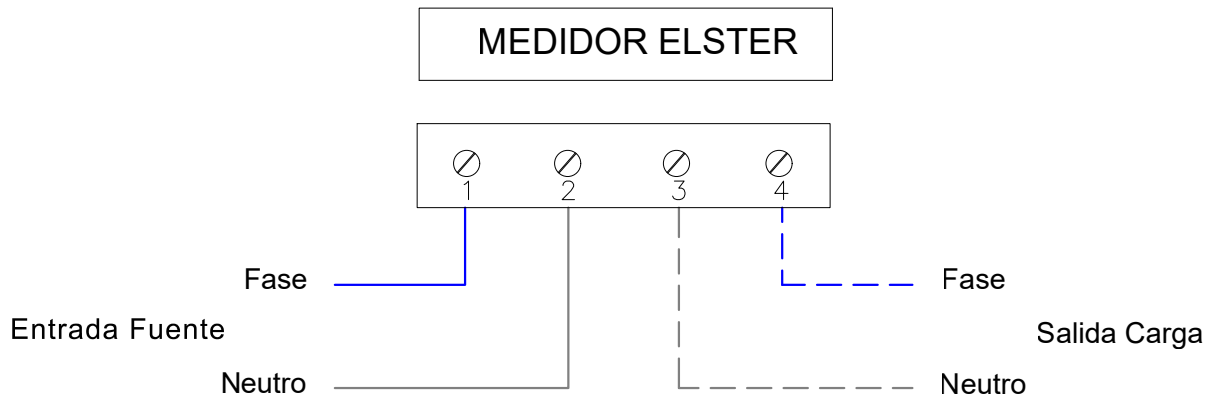 MEDIDOR ELSTER
1 2 3 4
Fase Fase
Entrada Fuente Salida Carga
Neutro Neutro